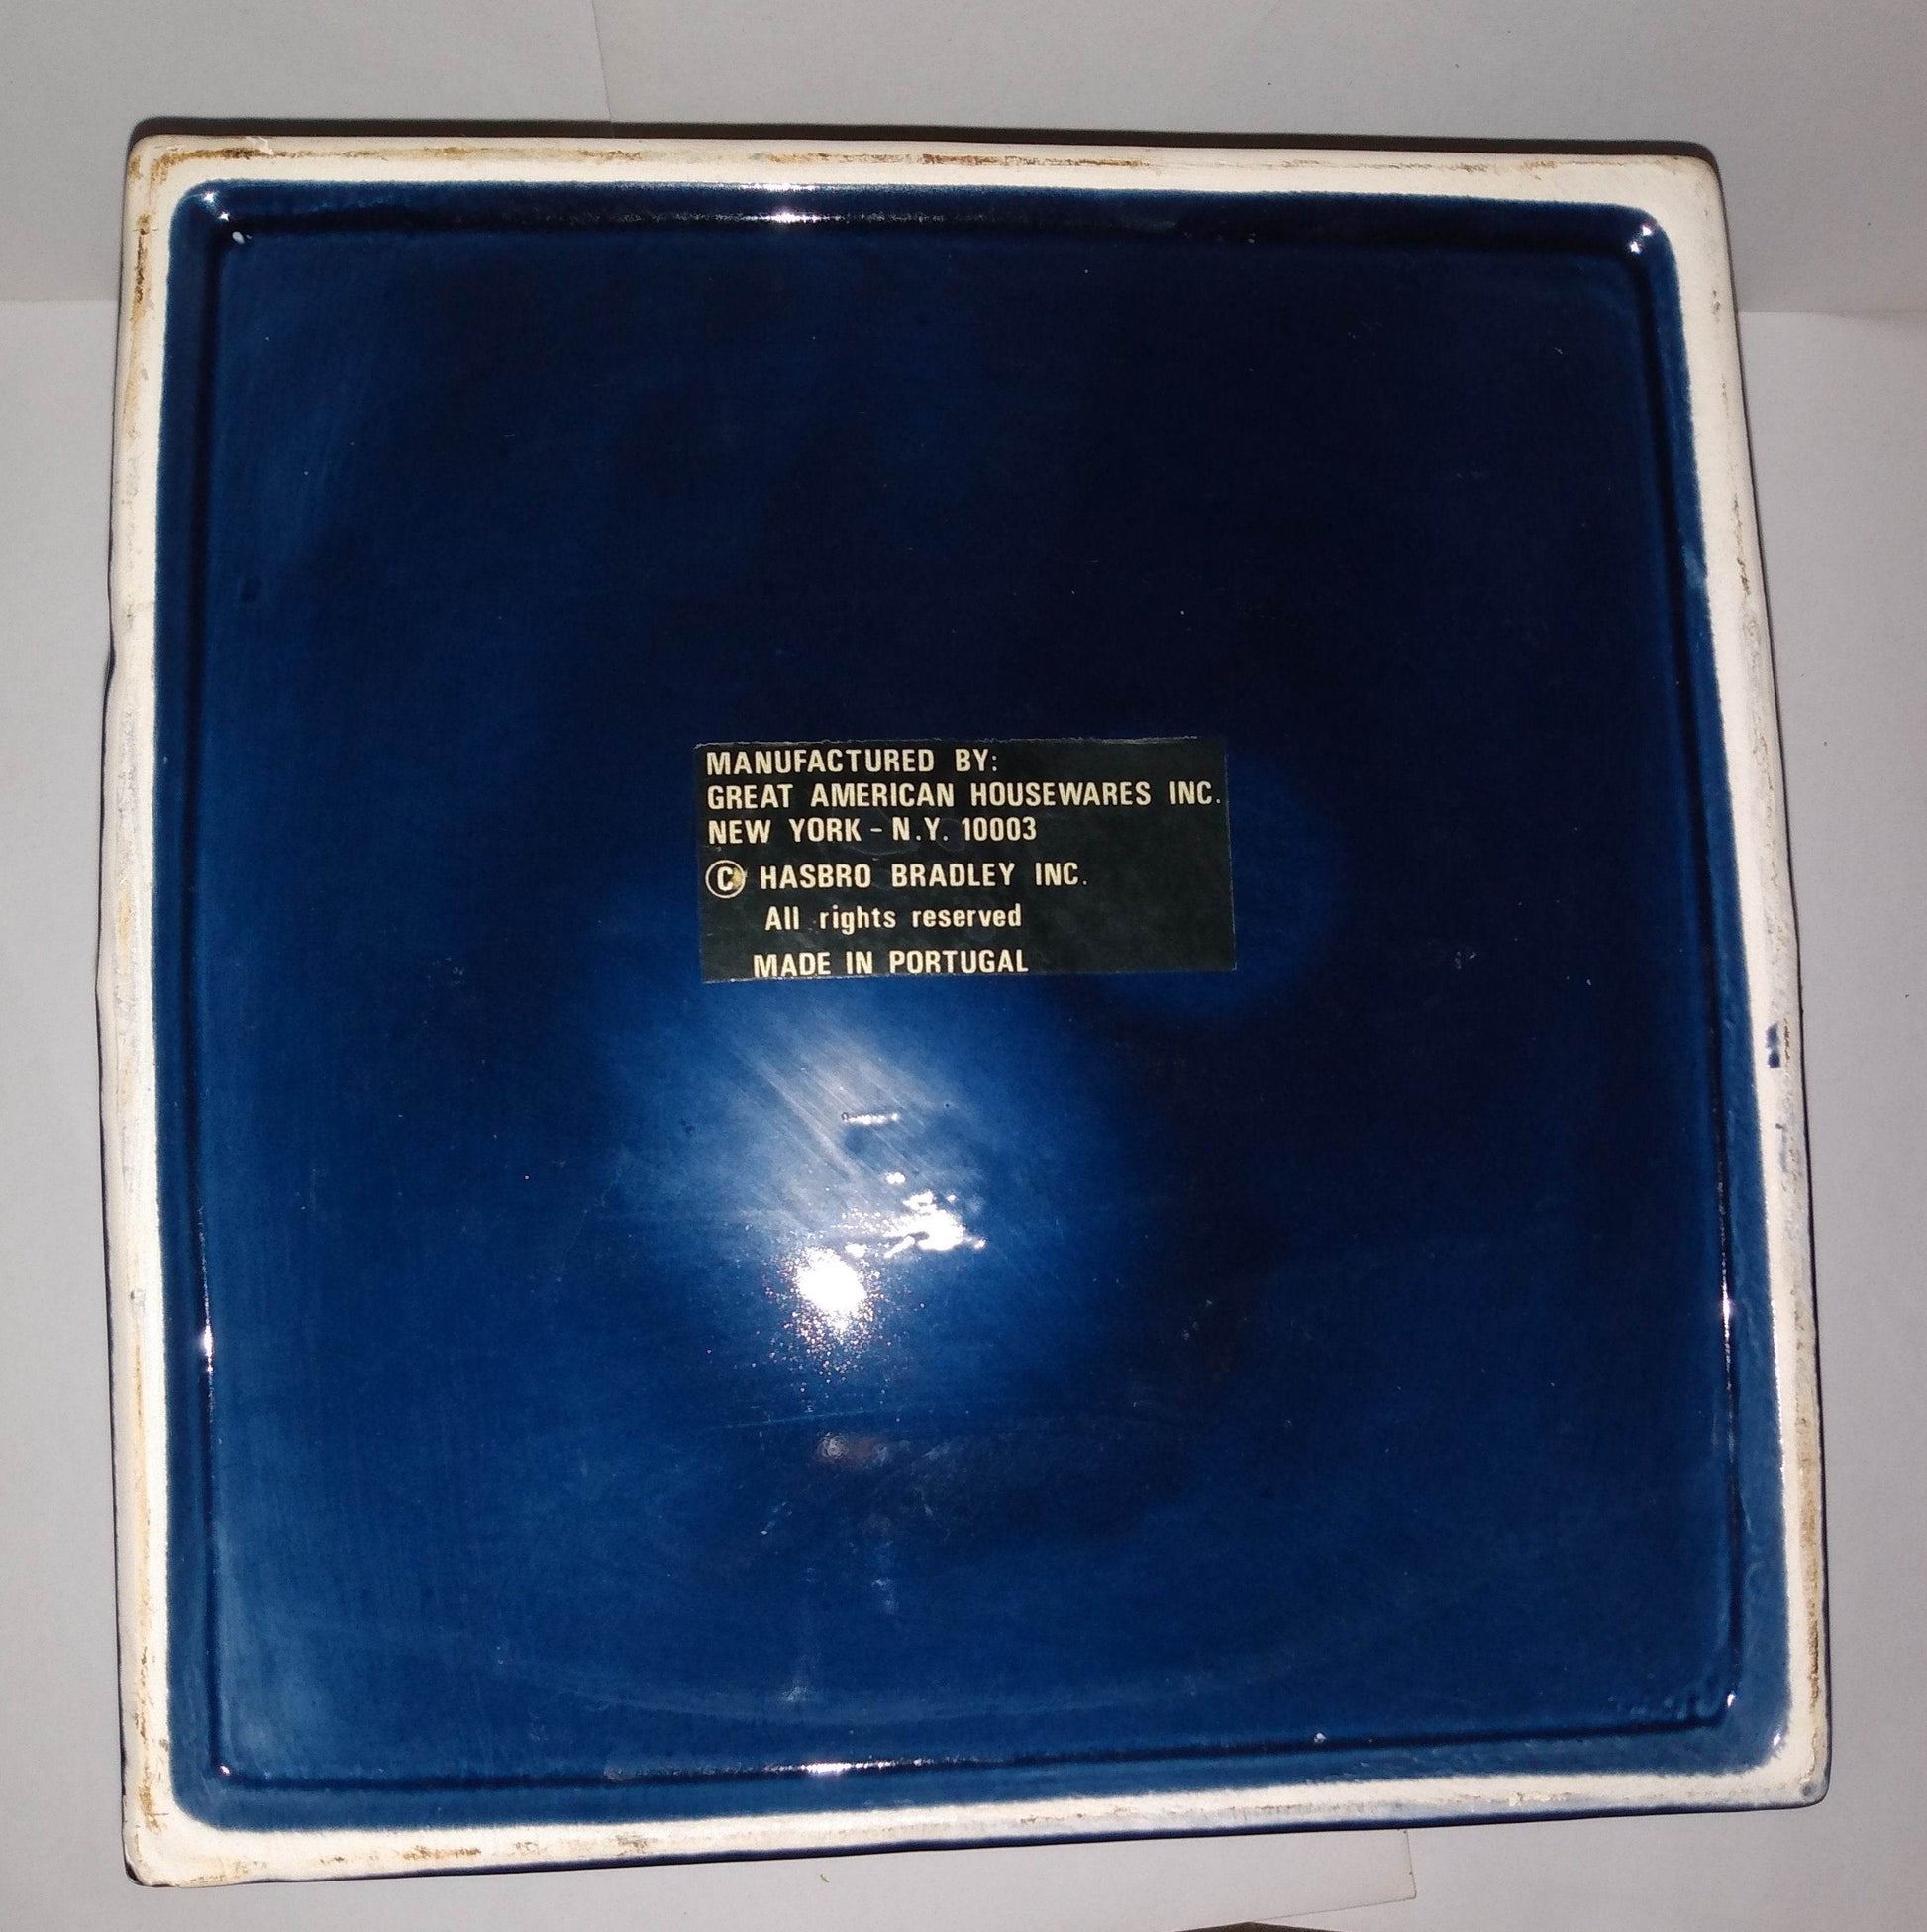 MANUFACTURED BY:
GREAT AMERICAN HOUSEWARES INC.
NEW YORK - N.Y. 10003
© HASBRO BRADLEY INC.
All rights reserved
MADE IN PORTUGAL